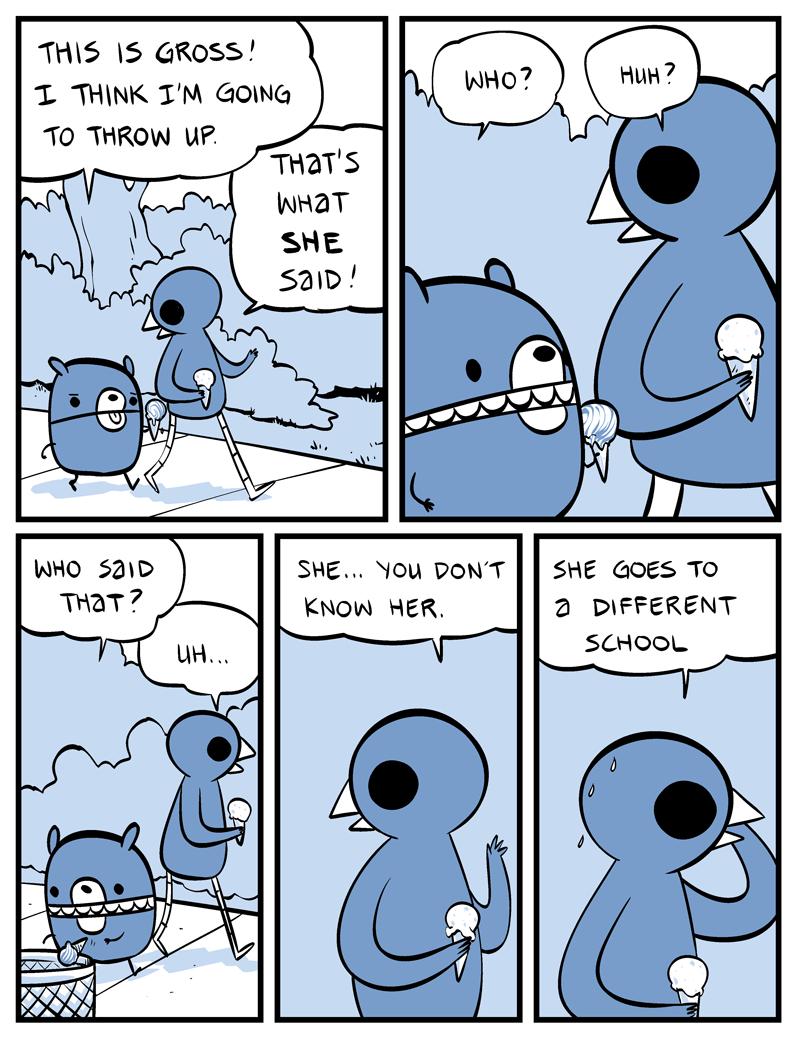 THIS IS GROSS!
I THINK I'M GOING
TO THROW UP.
THAT'S
WHAT
SHE
SAID!
WHO?
HUH?
WHO SAID
THAT?
UH...
SHE... YOU DON'T
KNOW HER.
SHE GOES TO
A DIFFERENT
SCHOOL